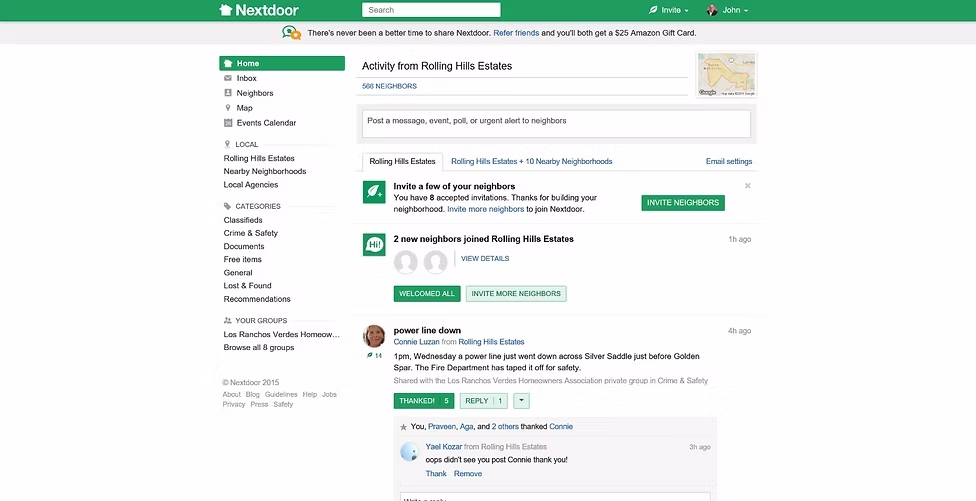 Nextdoor
Search
Invite
John
There's never been a better time to share Nextdoor. Refer friends and you'll both get a $25 Amazon Gift Card.
Home
Inbox
Neighbors
Map
Events Calendar
LOCAL
Rolling Hills Estates
Nearby Neighborhoods
Local Agencies
CATEGORIES
Classifieds
Crime & Safety
Documents
Free items
General
Lost & Found
Recommendations
YOUR GROUPS
Los Ranchos Verdes Homeow...
Browse all 8 groups
© Nextdoor 2015
About Blog Guidelines Help Jobs
Privacy Press Safety
Activity from Rolling Hills Estates
566 NEIGHBORS
Google
Post a message, event, poll, or urgent alert to neighbors
Rolling Hills Estates
Rolling Hills Estates + 10 Nearby Neighborhoods
Email settings
Invite a few of your neighbors
You have 8 accepted invitations. Thanks for building your
neighborhood. Invite more neighbors to join Nextdoor.
INVITE NEIGHBORS
Hi!
2 new neighbors joined Rolling Hills Estates
1h ago
VIEW DETAILS
WELCOMED ALL
INVITE MORE NEIGHBORS
power line down
4h ago
Connie Luzan from Rolling Hills Estates
14
1pm, Wednesday a power line just went down across Silver Saddle just before Golden
Spar. The Fire Department has taped it off for safety.
Shared with the Los Ranchos Verdes Homeowners Association private group in Crime & Safety
THANKED! 5
REPLY 1
You, Praveen, Aga, and 2 others thanked Connie
Yael Kozar from Rolling Hills Estates
3h ago
oops didn't see you post Connie thank you!
Thank Remove
Write a reply